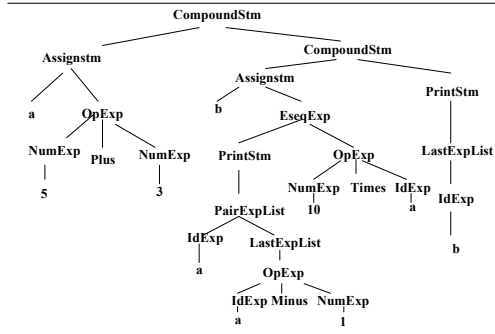 CompoundStm
CompoundStm
Assignstm
Assignstm
PrintStm
a
OpExp
b
EseqExp
NumExp
Plus
NumExp
PrintStm
OpExp
LastExpList
5
3
NumExp
Times
IdExp
IdExp
10
a
PairExpList
IdExp
LastExpList
b
a
OpExp
IdExp Minus NumExp
a
1